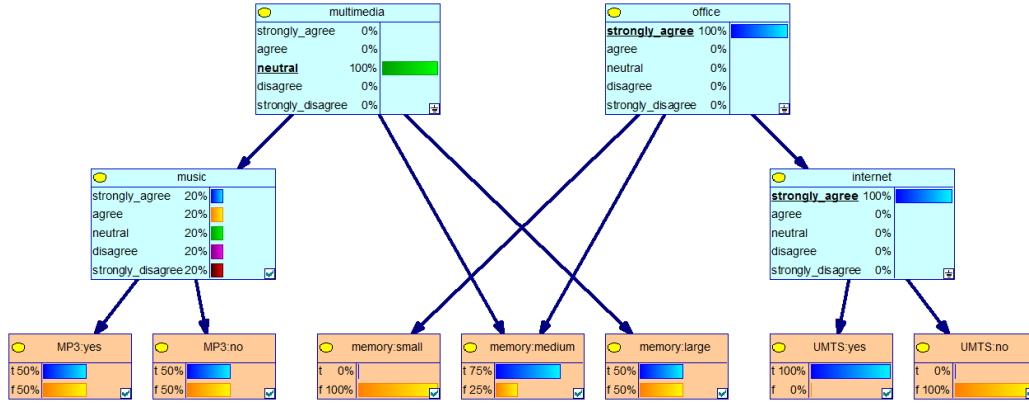 multimedia
strongly_agree 0%
agree 0%
neutral 100%
disagree 0%
strongly_disagree 0%
office
strongly_agree 100%
agree 0%
neutral 0%
disagree 0%
strongly_disagree 0%
music
strongly_agree 20%
agree 20%
neutral 20%
disagree 20%
strongly_disagree 20%
internet
strongly_agree 100%
agree 0%
neutral 0%
disagree 0%
strongly_disagree 0%
MP3:yes
t 50%
f 50%
MP3:no
t 50%
f 50%
memory:small
t 0%
f 100%
memory:medium
t 75%
f 25%
memory:large
t 50%
f 50%
UMTS:yes
t 100%
f 0%
UMTS:no
t 0%
f 100%